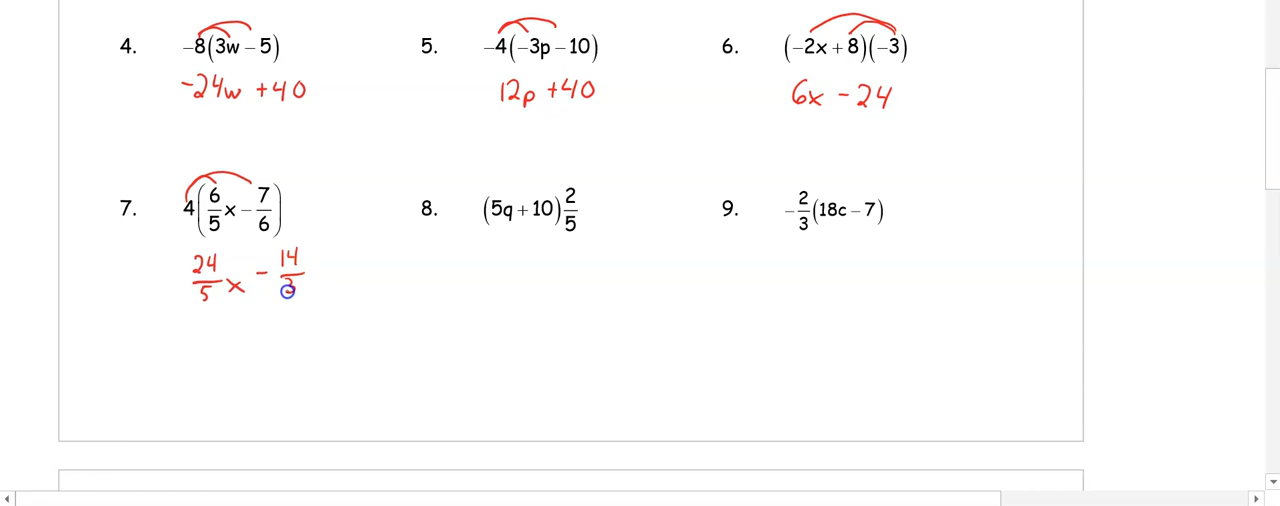 4. -8(3w - 5) 5. -4(-3p - 10) 6. (-2x + 8)(-3)
-24w + 40 12p + 40 6x - 24
7. 4(6/5 x - 7/6) 8. (5q + 10) 2/5 9. -2/3 (18c - 7)
24/5 x - 14/3